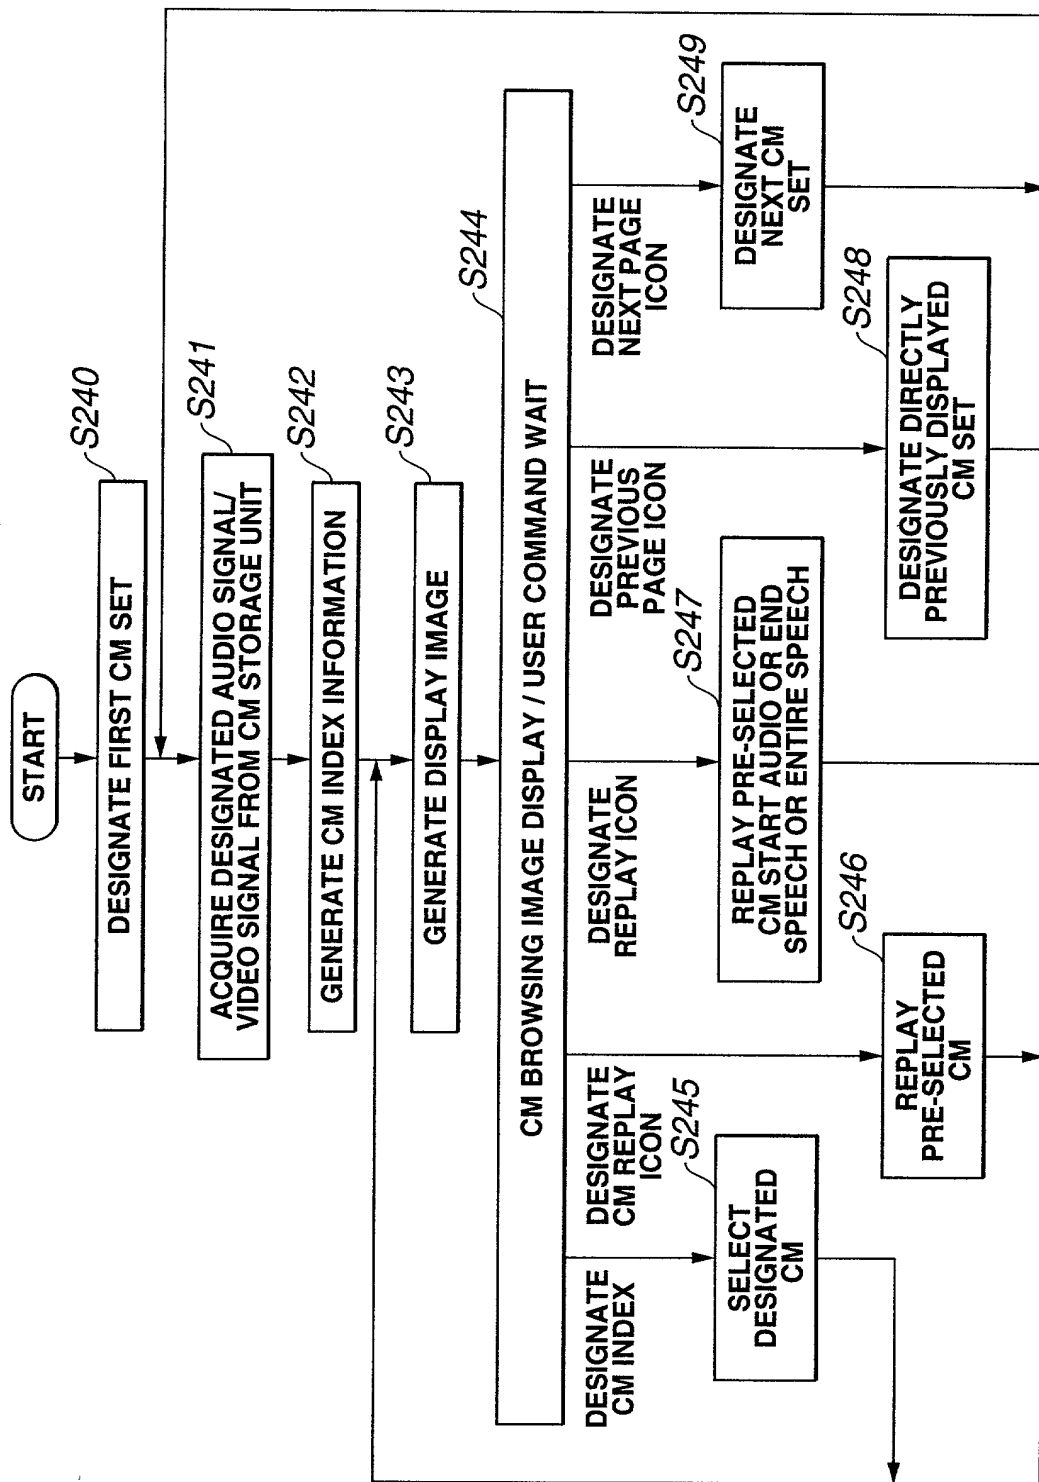 START
DESIGNATE FIRST CM SET
S240
ACQUIRE DESIGNATED AUDIO SIGNAL/
VIDEO SIGNAL FROM CM STORAGE UNIT
S241
GENERATE CM INDEX INFORMATION
S242
GENERATE DISPLAY IMAGE
S243
CM BROWSING IMAGE DISPLAY / USER COMMAND WAIT
S244
DESIGNATE
CM INDEX
DESIGNATE
CM REPLAY
ICON
DESIGNATE
REPLAY ICON
DESIGNATE
PREVIOUS
PAGE ICON
DESIGNATE
NEXT PAGE
ICON
SELECT
DESIGNATED
CM
S245
REPLAY
PRE-SELECTED
CM
S246
REPLAY PRE-SELECTED
CM START AUDIO OR END
SPEECH OR ENTIRE SPEECH
S247
DESIGNATE DIRECTLY
PREVIOUSLY DISPLAYED
CM SET
S248
DESIGNATE
NEXT CM
SET
S249